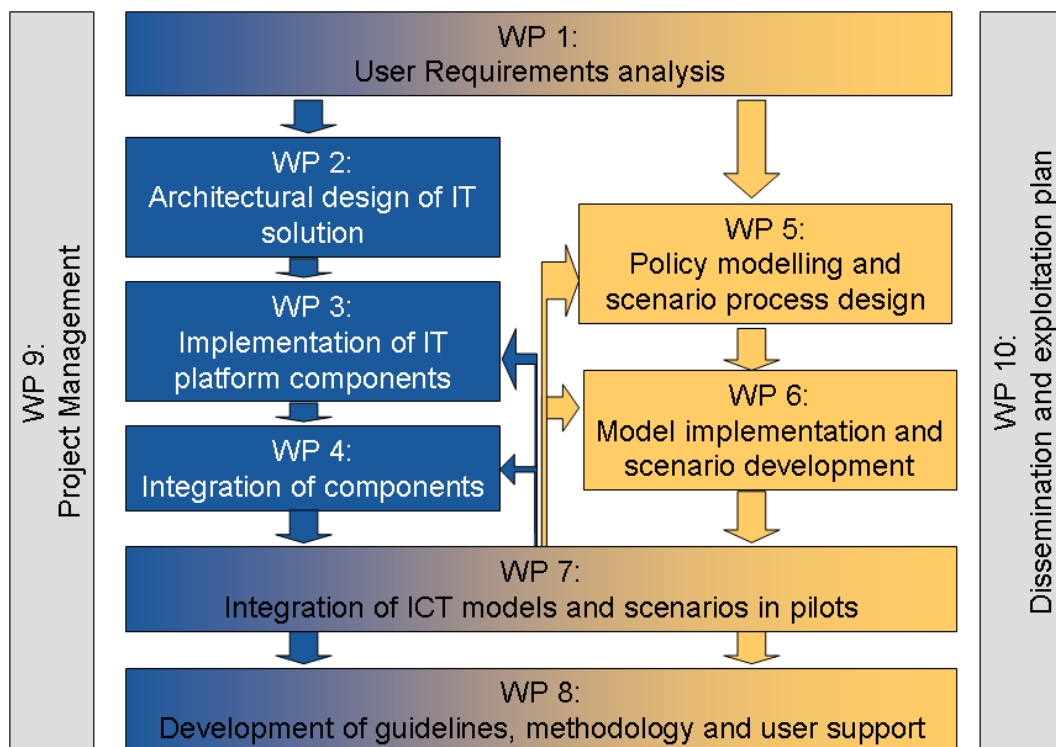 WP 9:
Project Management
WP 1:
User Requirements analysis
WP 2:
Architectural design of IT
solution
WP 3:
Implementation of IT
platform components
WP 4:
Integration of components
WP 5:
Policy modelling and
scenario process design
WP 6:
Model implementation and
scenario development
WP 7:
Integration of ICT models and scenarios in pilots
WP 8:
Development of guidelines, methodology and user support
WP 10:
Dissemination and exploitation plan